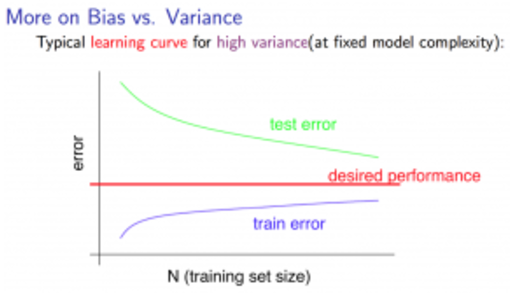 More on Bias vs. Variance
Typical learning curve for high variance(at fixed model complexity):
test error
error
desired performance
train error
N (training set size)